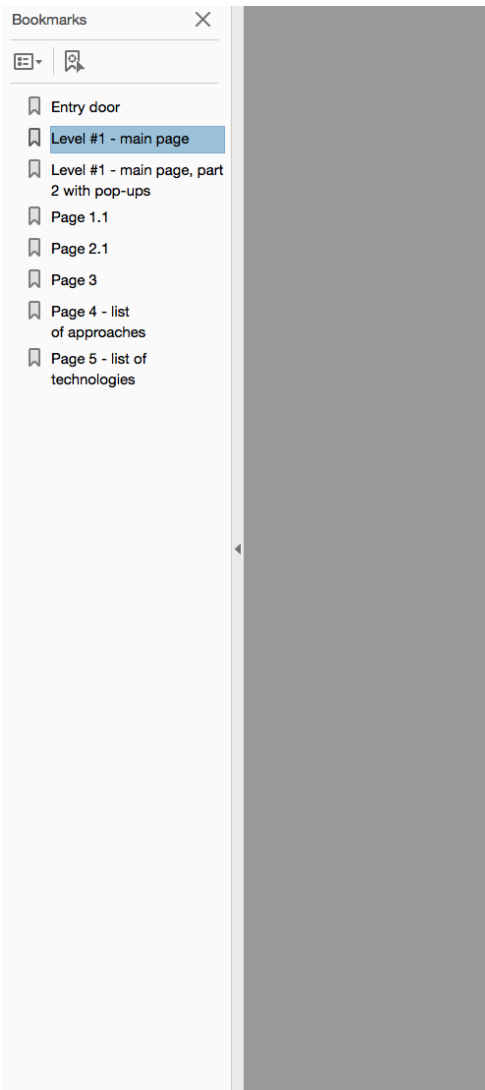 Bookmarks
Entry door
Level #1 - main page
Level #1 - main page, part
2 with pop-ups
Page 1.1
Page 2.1
Page 3
Page 4 - list
of approaches
Page 5 - list of
technologies